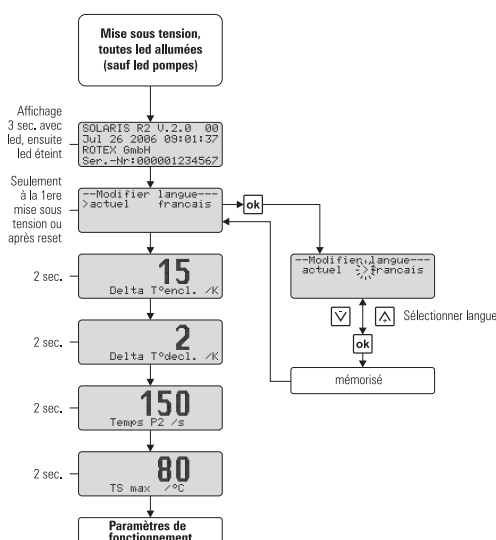 Mise sous tension,
toutes led allumées
(sauf led pompes)
Affichage
3 sec. avec
led, ensuite
led éteint
SOLARIS R2 V.2.0 00
Jul 26 2006 09:01:37
ROTEX GmbH
Ser.-Nr:000001234567
Seulement
à la 1ere
mise sous
tension ou
après reset
--Modifier langue---
>actuel francais
ok
--Modifier langue---
actuel >francais
Sélectionner langue
ok
mémorisé
2 sec.
15
Delta T°encl. /K
2 sec.
2
Delta T°decl. /K
2 sec.
150
Temps P2 /s
2 sec.
80
TS max /°C
Paramètres de
fonctionnement